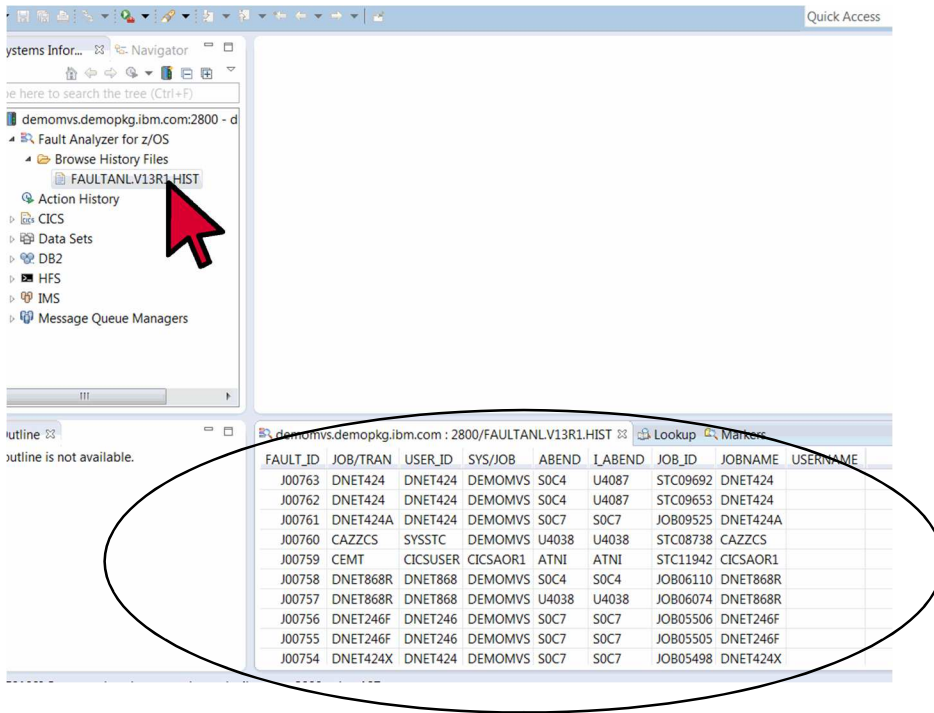 Quick Access
ystems Infor... Navigator
pe here to search the tree (Ctrl+F)
demomvs.demopkg.ibm.com:2800 - d
Fault Analyzer for z/OS
Browse History Files
FAULTANL.V13R1.HIST
Action History
CICS
Data Sets
DB2
HFS
IMS
Message Queue Managers
utline
outline is not available.
demomvs.demopkg.ibm.com : 2800/FAULTANL.V13R1.HIST Lookup Markers
FAULT_ID JOB/TRAN USER_ID SYS/JOB ABEND I_ABEND JOB_ID JOBNAME USERNAME
J00763 DNET424 DNET424 DEMOMVS S0C4 U4087 STC09692 DNET424
J00762 DNET424 DNET424 DEMOMVS S0C4 U4087 STC09653 DNET424
J00761 DNET424A DNET424 DEMOMVS S0C7 S0C7 JOB09525 DNET424A
J00760 CAZZCS SYSSTC DEMOMVS U4038 U4038 STC08738 CAZZCS
J00759 CEMT CICSUSER CICSAOR1 ATNI ATNI STC11942 CICSAOR1
J00758 DNET868R DNET868 DEMOMVS S0C4 S0C4 JOB06110 DNET868R
J00757 DNET868R DNET868 DEMOMVS U4038 U4038 JOB06074 DNET868R
J00756 DNET246F DNET246 DEMOMVS S0C7 S0C7 JOB05506 DNET246F
J00755 DNET246F DNET246 DEMOMVS S0C7 S0C7 JOB05505 DNET246F
J00754 DNET424X DNET424 DEMOMVS S0C7 S0C7 JOB05498 DNET424X